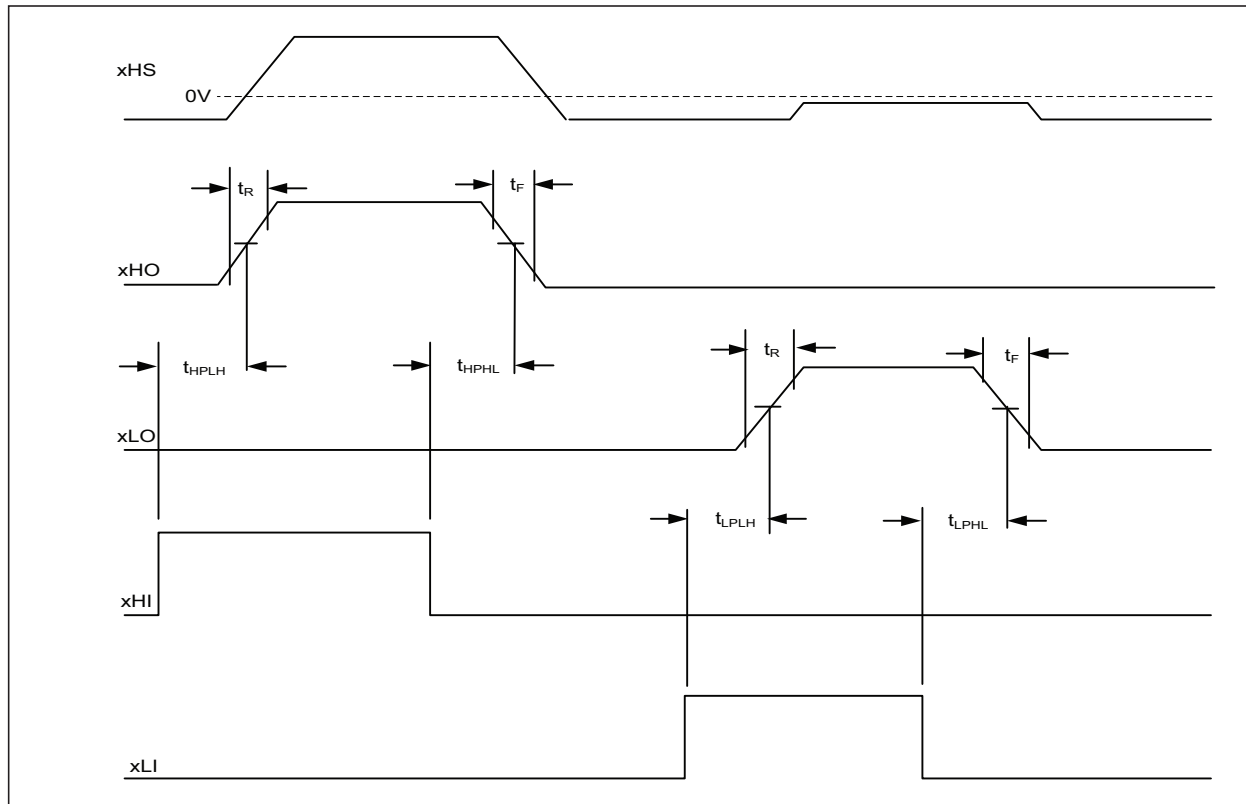 xHS
0V
tR
tF
xHO
tHPLH
tHPHL
tR
tF
xLO
tLPLH
tLPHL
xHI
xLI